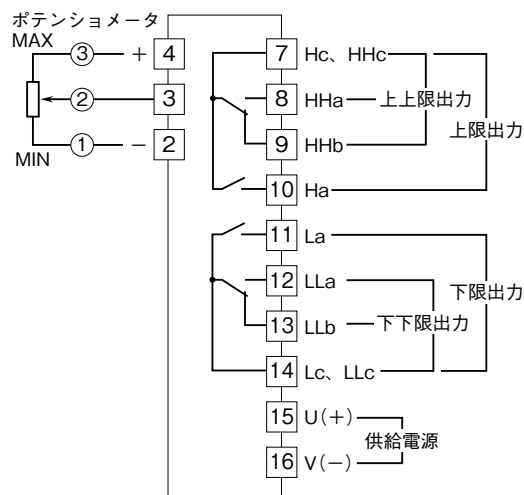 ポテンショメータ
MAX
③ + 4
② 3
① − 2
MIN
7 Hc、HHc
8 HHa 上上限出力
9 HHb
上限出力
10 Ha
11 La
12 LLa
下限出力
13 LLb 下下限出力
14 Lc、LLc
15 U(+)
供給電源
16 V(−)